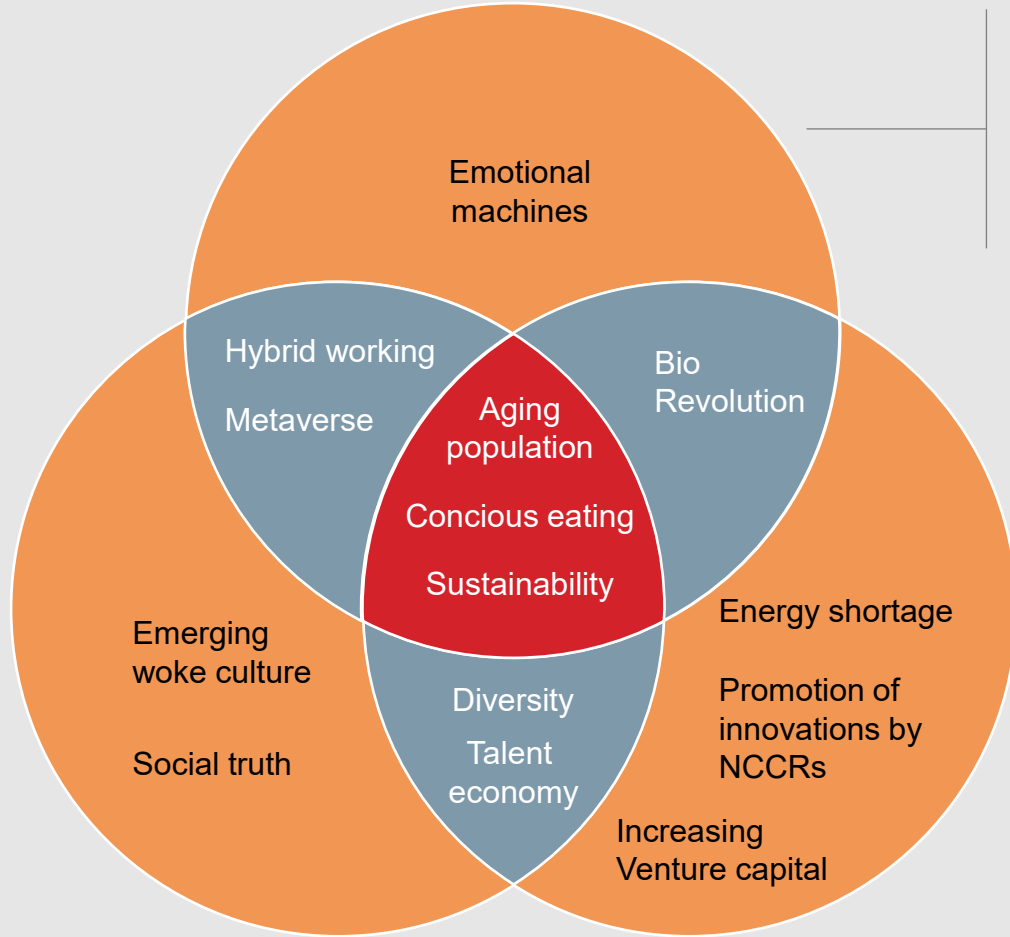 Emotional
machines
Hybrid working
Metaverse
Bio
Revolution
Aging
population
Concious eating
Sustainability
Emerging
woke culture
Social truth
Diversity
Talent
economy
Energy shortage
Promotion of
innovations by
NCCRs
Increasing
Venture capital